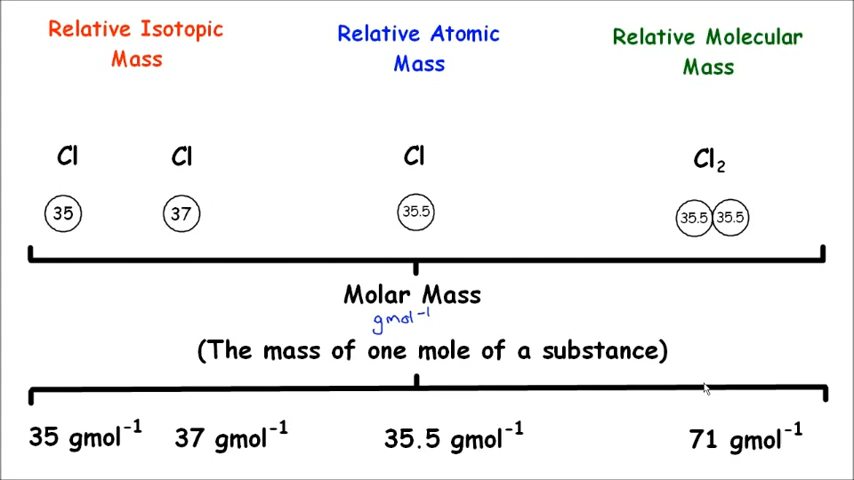 Relative Isotopic
Mass
Relative Atomic
Mass
Relative Molecular
Mass
Cl Cl Cl Cl₂
35 37 35.5 35.5 35.5
Molar Mass
gmol⁻¹
(The mass of one mole of a substance)
35 gmol⁻¹ 37 gmol⁻¹ 35.5 gmol⁻¹ 71 gmol⁻¹